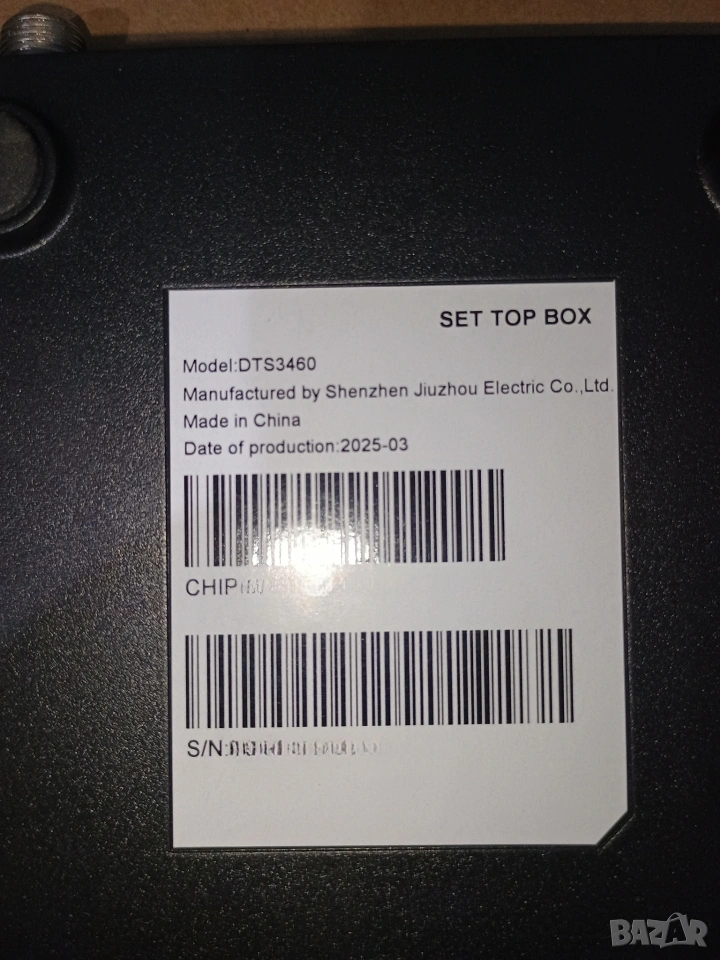 SET TOP BOX
Model:DTS3460
Manufactured by Shenzhen Jiuzhou Electric Co.,Ltd.
Made in China
Date of production:2025-03
CHIP
S/N:
BAZAR